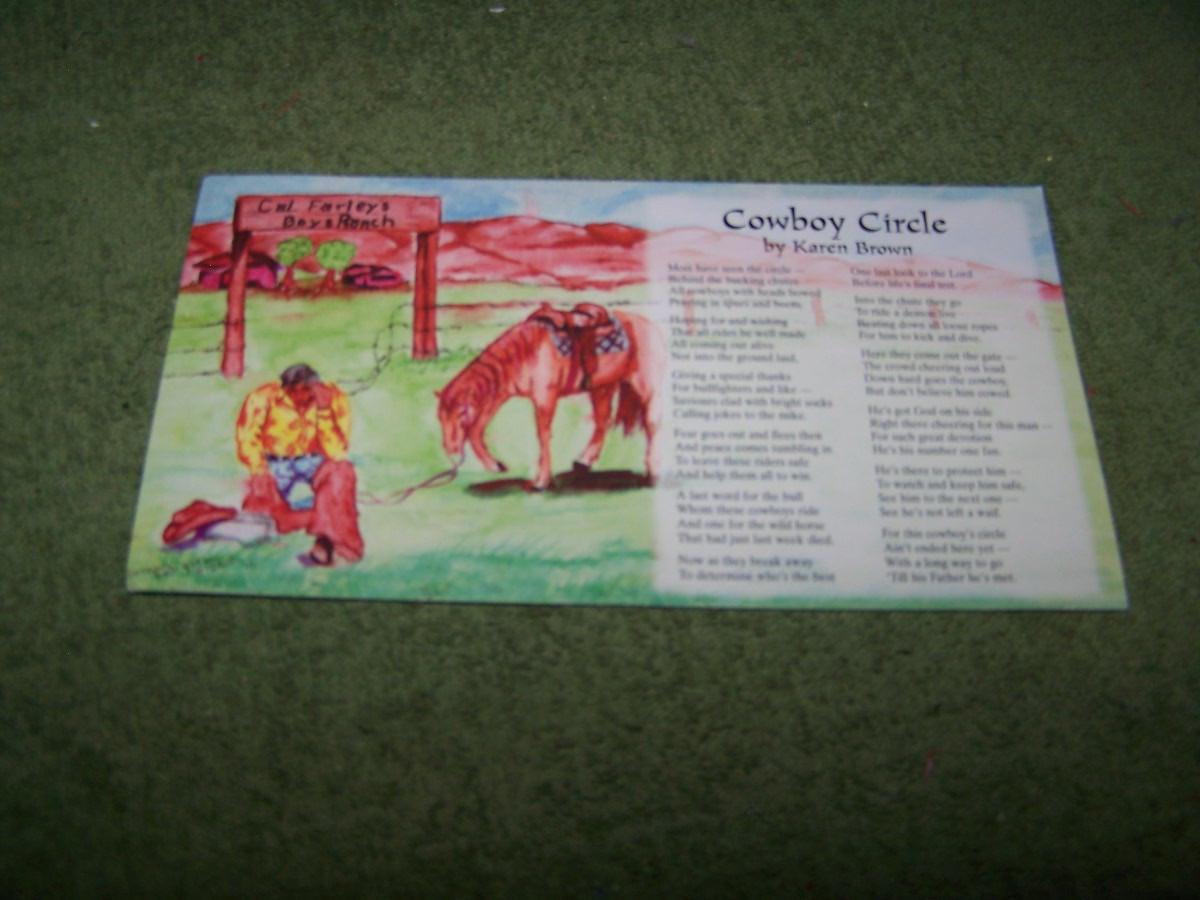 Cal. Farleys
Boys Ranch
Cowboy Circle
by Karen Brown
Most have seen the circle —
Behind the bucking chutes
All cowboys with heads bowed
Praying in spurs and boots.
Hoping for and wishing
That all rides be well made
All coming out alive
Not into the ground laid.
Giving a special thanks
For bullfighters and like —
Saviours clad with bright socks
Calling jokes to the mike.
Fear goes out and flees then
And peace comes tumbling in
To leave these riders safe
And help them all to win.
A last word for the bull
Whom these cowboys ride
And one for the wild horse
That had just last week died.
Now as they break away
To determine who's the best
One last look to the Lord
Before life's final test.
Into the chute they go
To ride a demon live
Beating down all loose ropes
For him to kick and dive.
Here they come out the gate —
The crowd cheering out loud
Down hard goes the cowboy,
But don't believe him cowed.
He's got God on his side
Right there cheering for this man —
For such great devotion
He's his number one fan.
He's there to protect him —
To watch and keep him safe,
See him to the next one —
See he's not left a waif.
For this cowboy's circle
Ain't ended here yet —
With a long way to go
'Till his Father he's met.